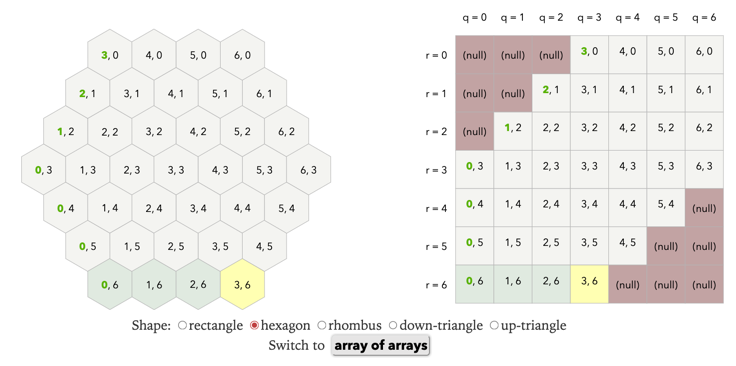 q = 0 q = 1 q = 2 q = 3 q = 4 q = 5 q = 6
3, 0 4, 0 5, 0 6, 0
r = 0 (null) (null) (null) 3, 0 4, 0 5, 0 6, 0
2, 1 3, 1 4, 1 5, 1 6, 1
r = 1 (null) (null) 2, 1 3, 1 4, 1 5, 1 6, 1
1, 2 2, 2 3, 2 4, 2 5, 2 6, 2
r = 2 (null) 1, 2 2, 2 3, 2 4, 2 5, 2 6, 2
0, 3 1, 3 2, 3 3, 3 4, 3 5, 3 6, 3
r = 3 0, 3 1, 3 2, 3 3, 3 4, 3 5, 3 6, 3
0, 4 1, 4 2, 4 3, 4 4, 4 5, 4
r = 4 0, 4 1, 4 2, 4 3, 4 4, 4 5, 4 (null)
0, 5 1, 5 2, 5 3, 5 4, 5
r = 5 0, 5 1, 5 2, 5 3, 5 4, 5 (null) (null)
0, 6 1, 6 2, 6 3, 6
r = 6 0, 6 1, 6 2, 6 3, 6 (null) (null) (null)
Shape: rectangle hexagon rhombus down-triangle up-triangle
Switch to array of arrays